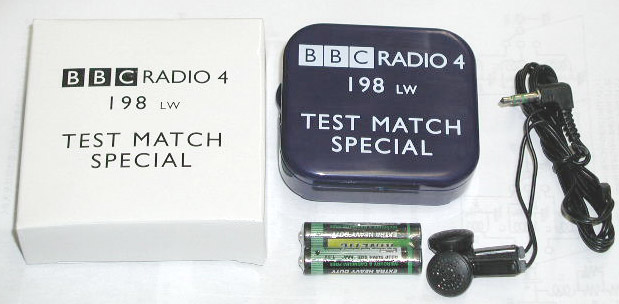 BBC RADIO 4
198 LW
TEST MATCH
SPECIAL
BBC RADIO 4
198 LW
TEST MATCH
SPECIAL
EXTRA HEAVY DUTY
EXTRA HEAVY DUTY